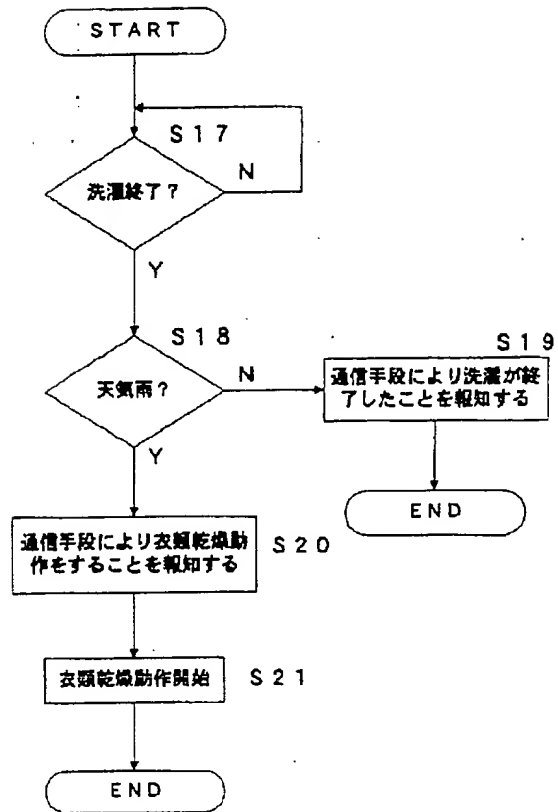 START
S17
洗濯終了?
N
Y
S18
S19
天気雨?
N
通信手段により洗濯が終
了したことを報知する
Y
END
通信手段により衣類乾燥動
作をすることを報知する
S20
衣類乾燥動作開始
S21
END